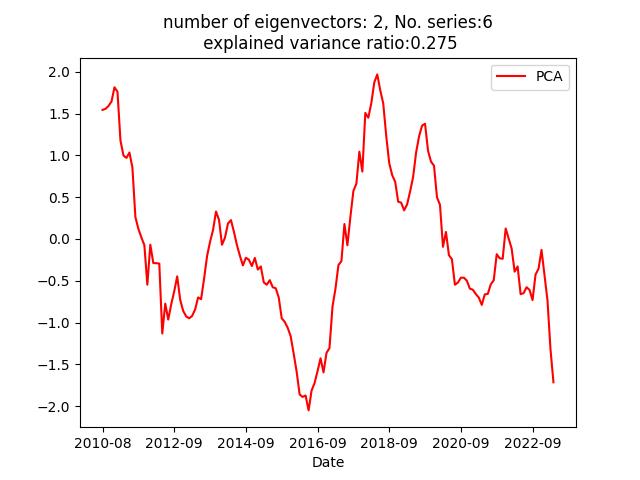 number of eigenvectors: 2, No. series:6
explained variance ratio:0.275
PCA
2.0
1.5
1.0
0.5
0.0
−0.5
−1.0
−1.5
−2.0
2010-08 2012-09 2014-09 2016-09 2018-09 2020-09 2022-09
Date